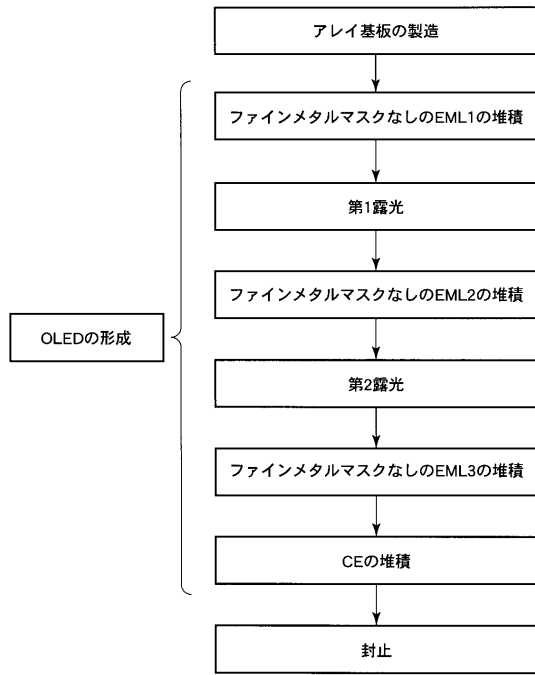 アレイ基板の製造
ファインメタルマスクなしのEML1の堆積
第1露光
ファインメタルマスクなしのEML2の堆積
OLEDの形成
第2露光
ファインメタルマスクなしのEML3の堆積
CEの堆積
封止